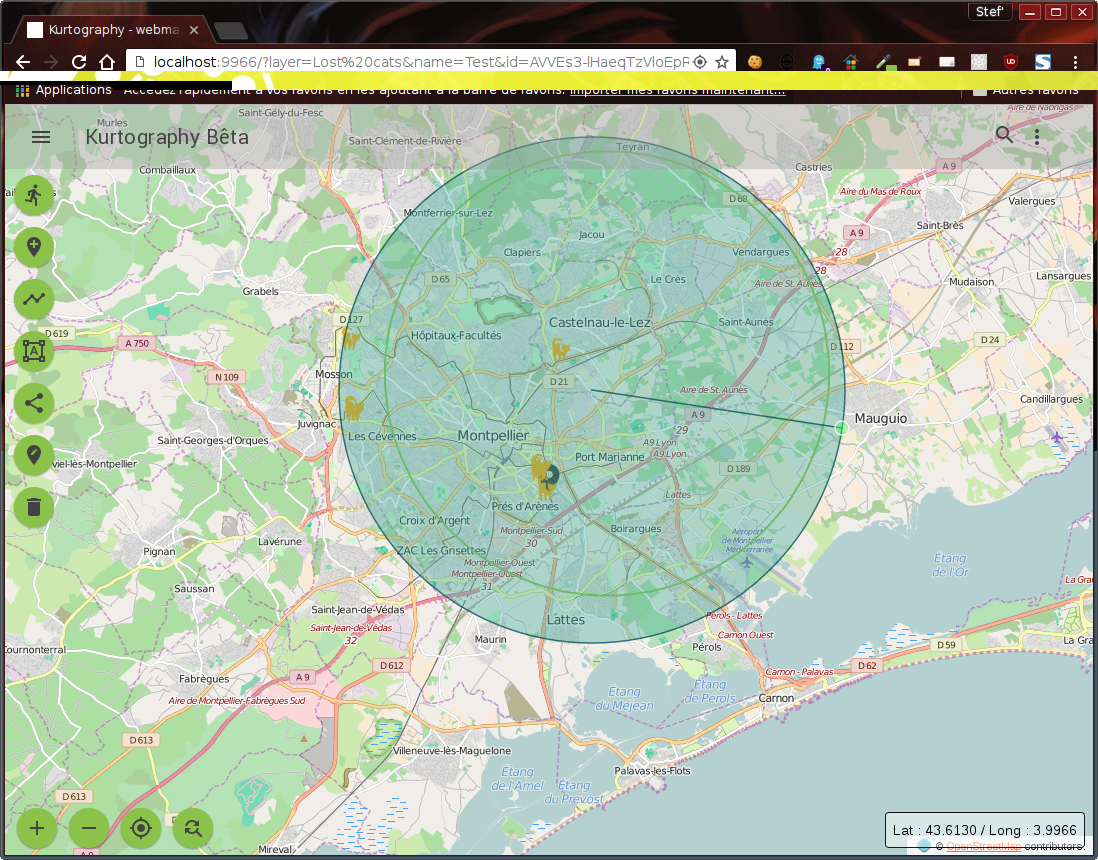 Stef'
Kurtography - webma
localhost:9966/?layer=Lost%20cats&name=Test&id=AVVEs3-lHaeqTzVloEpF
Applications Accédez rapidement à vos favoris en les ajoutant à la barre de favoris. Importer mes favoris maintenant... Autres favoris
Kurtography Bêta
Murles
Saint-Gély-du-Fesc
Aire de Nabrigas
Saint-Clément-de-Rivière
Teyran
Castries
A 9
Combaillaux
Aire du Mas de Roux
Valergues
D 68
Montferrier-sur-Lez
Jacou
A 9
Saint-Brès
Clapiers
Vendargues
28
28
Lansargues
D 65
Le Crès
Aire de St. Aunès
Mudaison
Grabels
D 127
Castelnau-le-Lez
Saint-Aunès
D 619
A 750
Hôpitaux-Facultés
D 112
D 24
Mosson
N 109
D 21
Aire de St. Aunès
Candillargues
A 9
Mauguio
Juvignac
29
Saint-Georges-d'Orques
Les Cévennes
Montpellier
A9 Lyon
A9 Lyon
Port Marianne
viel-lès-Montpellier
D 189
Lattes
Prés d'Arènes
Croix d'Argent
Montpellier-Sud
30
Boirargues
Aéroport
de Montpellier
Méditerranée
Lavérune
Pignan
ZAC Les Grisettes
Montpellier-Ouest
Montpellier-Ouest
31
Étang
de l'Or
Saussan
La Gra
Saint-Jean-de-Védas
Saint-Jean-de-Védas
32
Lattes
Pérols - Lattes
Carnon Ouest
Maurin
Pérols
La Gra
Cournonterral
D 59
D 612
D 62
Carnon - Palavas
Fabrègues
A 9
Étang
de Pérols
Étang
du Mejean
Carnon
Aire de Montpellier-Fabrègues Sud
D 613
Villeneuve-lès-Maguelone
Palavas-les-Flots
Étang
de l'Arnel
Étang
du Prevost
D 613
Mireval
A 9
Lat : 43.6130 / Long : 3.9966
© OpenStreetMap contributors.